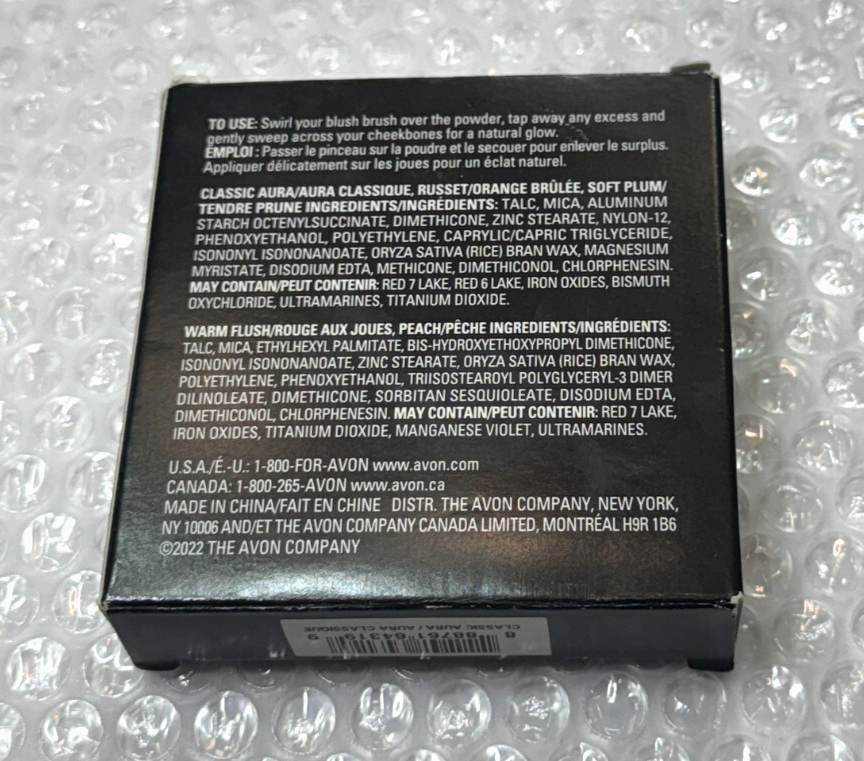 TO USE: Swirl your blush brush over the powder, tap away any excess and
gently sweep across your cheekbones for a natural glow.
EMPLOI : Passer le pinceau sur la poudre et le secouer pour enlever le surplus.
Appliquer délicatement sur les joues pour un éclat naturel.
CLASSIC AURA/AURA CLASSIQUE, RUSSET/ORANGE BRÛLÉE, SOFT PLUM/
TENDRE PRUNE INGREDIENTS/INGRÉDIENTS: TALC, MICA, ALUMINUM
STARCH OCTENYLSUCCINATE, DIMETHICONE, ZINC STEARATE, NYLON-12,
PHENOXYETHANOL, POLYETHYLENE, CAPRYLIC/CAPRIC TRIGLYCERIDE,
ISONONYL ISONONANOATE, ORYZA SATIVA (RICE) BRAN WAX, MAGNESIUM
MYRISTATE, DISODIUM EDTA, METHICONE, DIMETHICONOL, CHLORPHENESIN.
MAY CONTAIN/PEUT CONTENIR: RED 7 LAKE, RED 6 LAKE, IRON OXIDES, BISMUTH
OXYCHLORIDE, ULTRAMARINES, TITANIUM DIOXIDE.
WARM FLUSH/ROUGE AUX JOUES, PEACH/PÊCHE INGREDIENTS/INGRÉDIENTS:
TALC, MICA, ETHYLHEXYL PALMITATE, BIS-HYDROXYETHOXYPROPYL DIMETHICONE,
ISONONYL ISONONANOATE, ZINC STEARATE, ORYZA SATIVA (RICE) BRAN WAX,
POLYETHYLENE, PHENOXYETHANOL, TRIISOSTEAROYL POLYGLYCERYL-3 DIMER
DILINOLEATE, DIMETHICONE, SORBITAN SESQUIOLEATE, DISODIUM EDTA,
DIMETHICONOL, CHLORPHENESIN. MAY CONTAIN/PEUT CONTENIR: RED 7 LAKE,
IRON OXIDES, TITANIUM DIOXIDE, MANGANESE VIOLET, ULTRAMARINES.
U.S.A./É.-U.: 1-800-FOR-AVON www.avon.com
CANADA: 1-800-265-AVON www.avon.ca
MADE IN CHINA/FAIT EN CHINE DISTR. THE AVON COMPANY, NEW YORK,
NY 10006 AND/ET THE AVON COMPANY CANADA LIMITED, MONTRÉAL H9R 1B6
©2022 THE AVON COMPANY
CLASSIC AURA / AURA CLASSIQUE
8 88761 64319 9